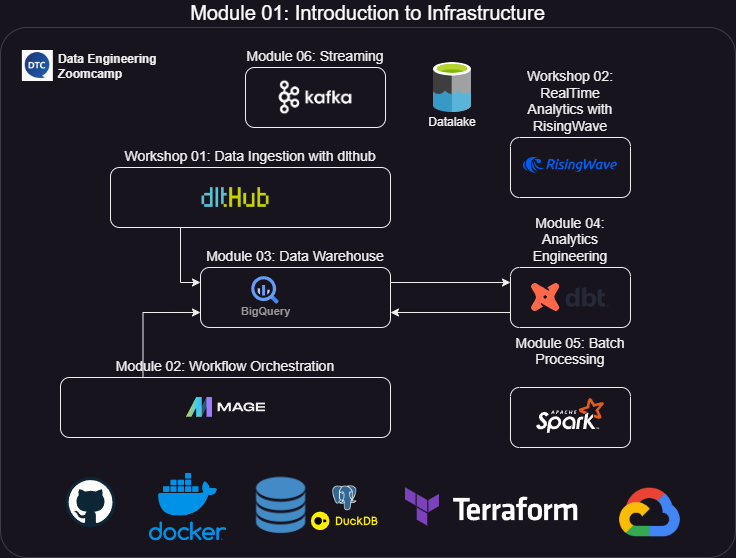 Module 01: Introduction to Infrastructure
DTC
Data Engineering
Zoomcamp
Module 06: Streaming
kafka
Datalake
Workshop 02:
RealTime
Analytics with
RisingWave
RisingWave
Workshop 01: Data Ingestion with dlthub
dltHub
Module 03: Data Warehouse
BigQuery
Module 04:
Analytics
Engineering
dbt
Module 02: Workflow Orchestration
MAGE
Module 05: Batch
Processing
APACHE
Spark
docker
DuckDB
Terraform